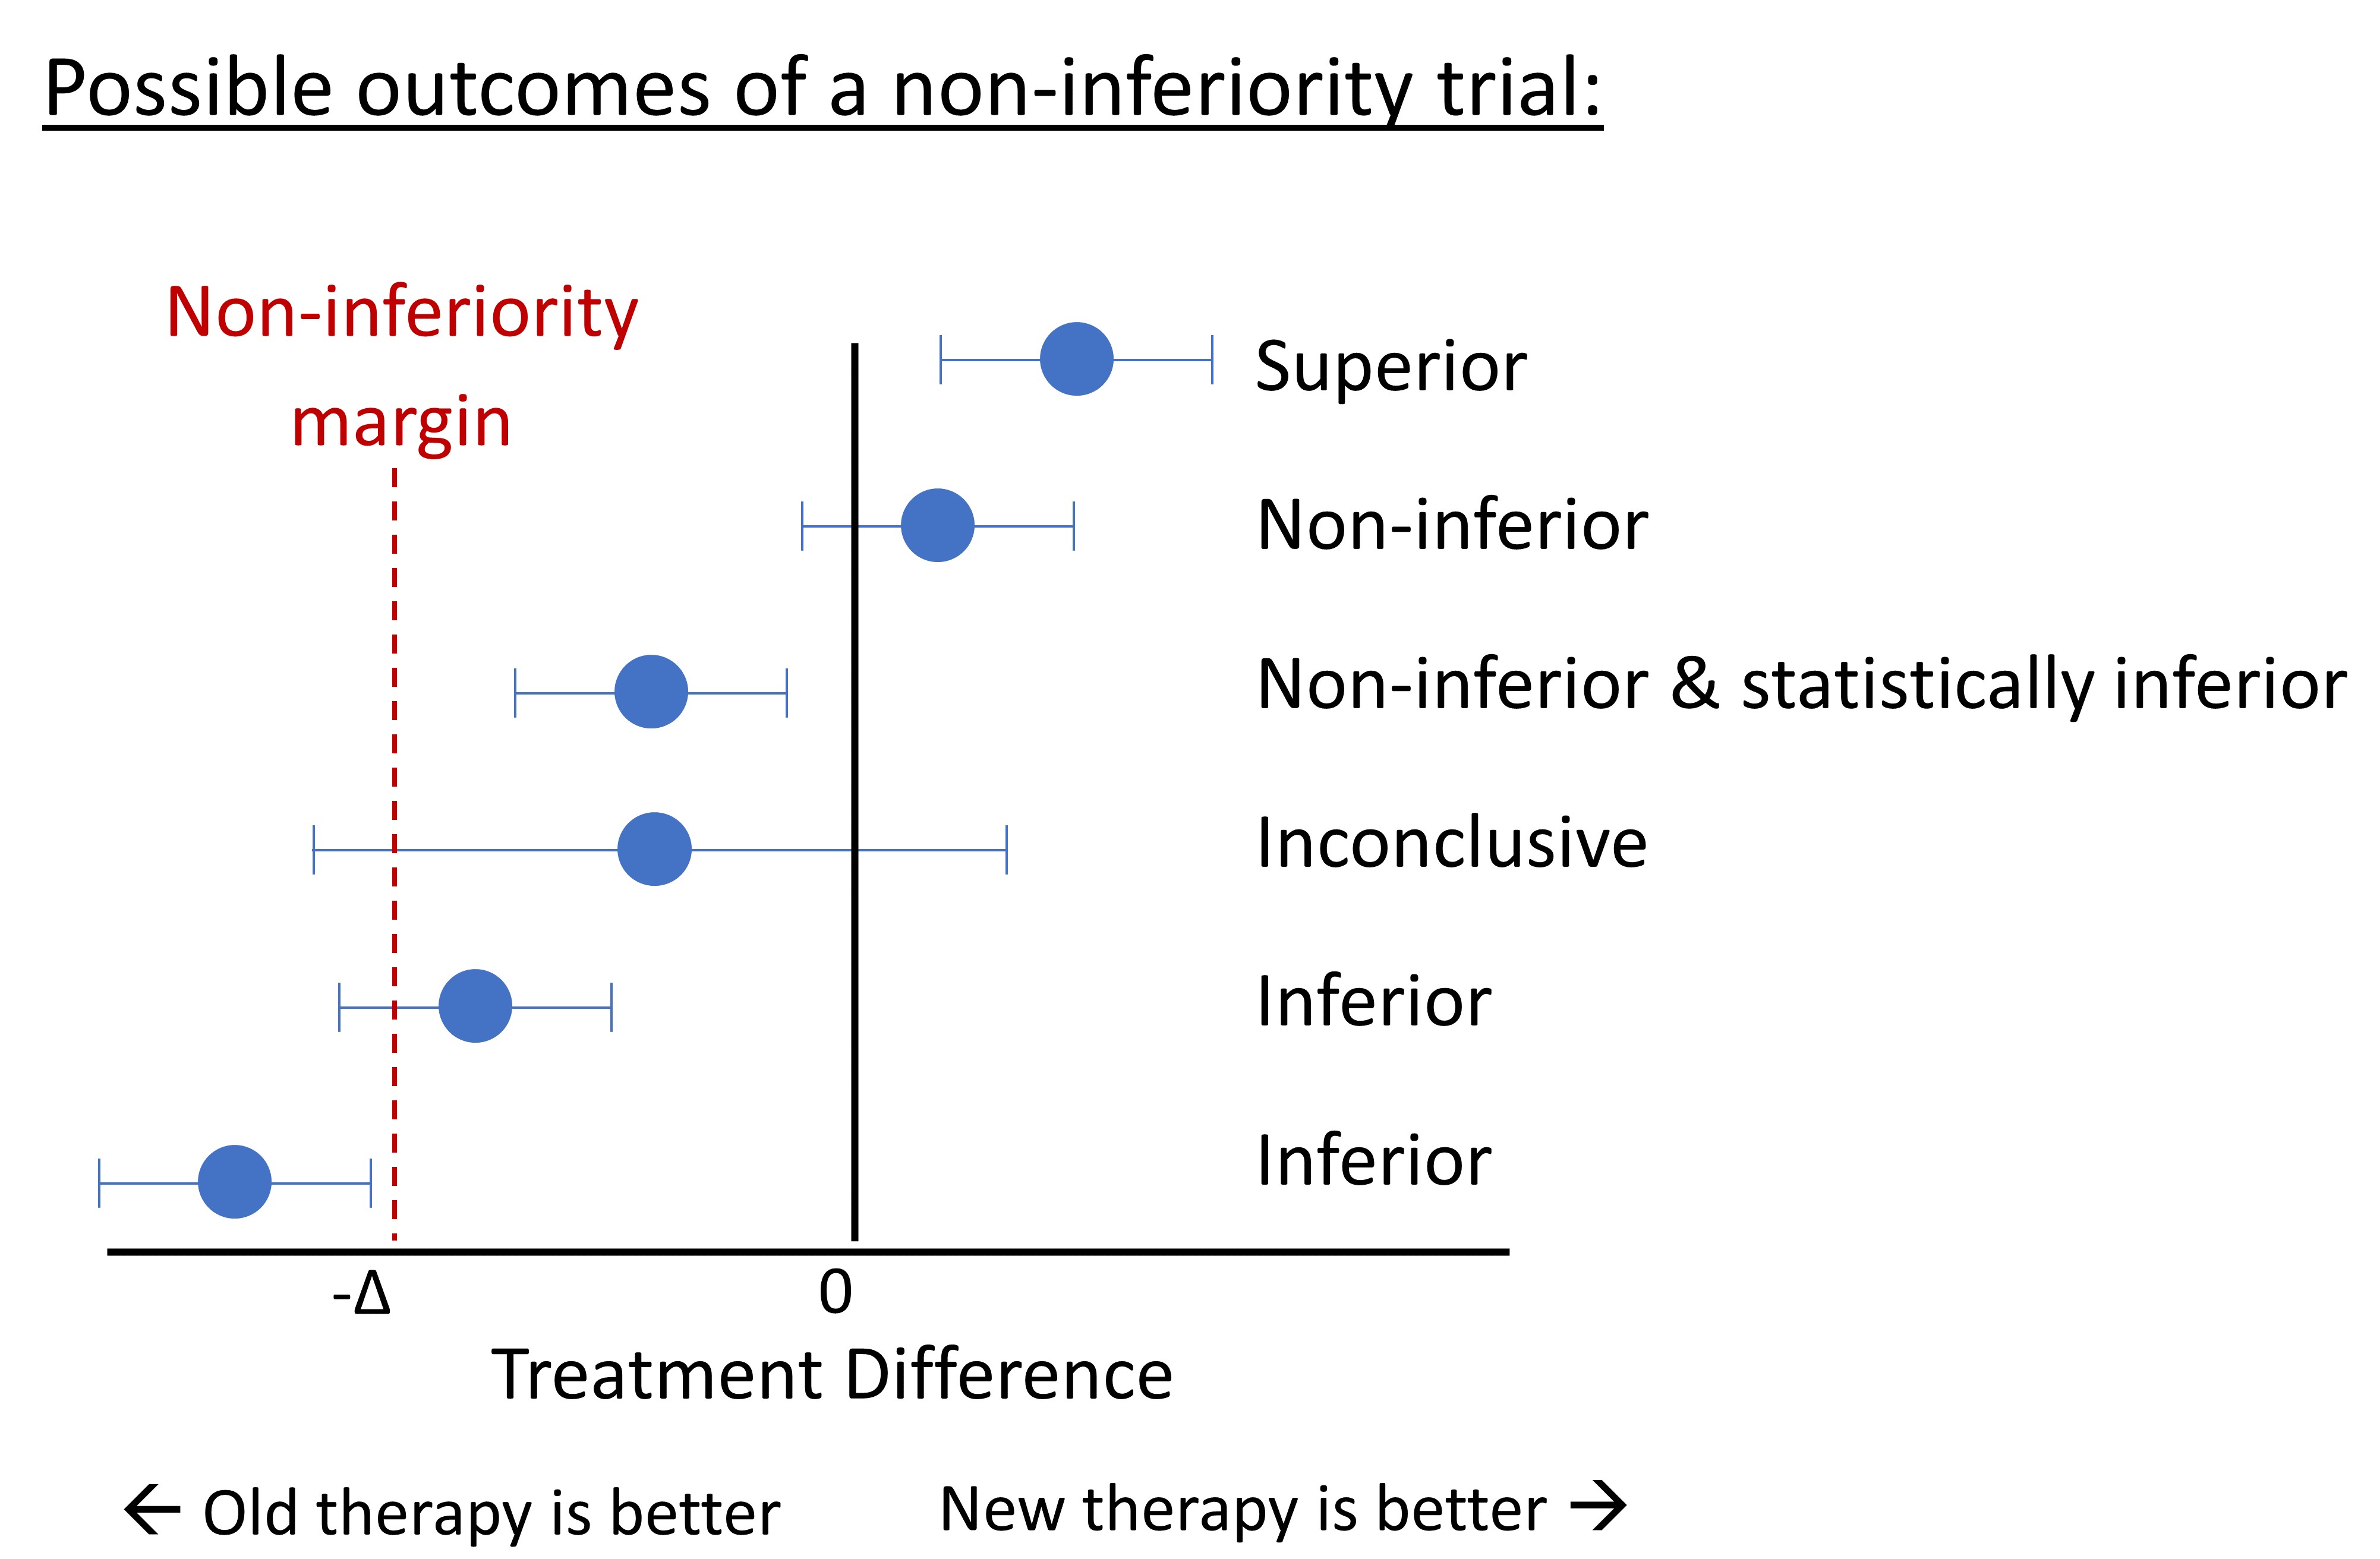 Possible outcomes of a non-inferiority trial:
Non-inferiority
margin
Superior
Non-inferior
Non-inferior & statistically inferior
Inconclusive
Inferior
Inferior
-Δ
0
Treatment Difference
← Old therapy is better
New therapy is better →